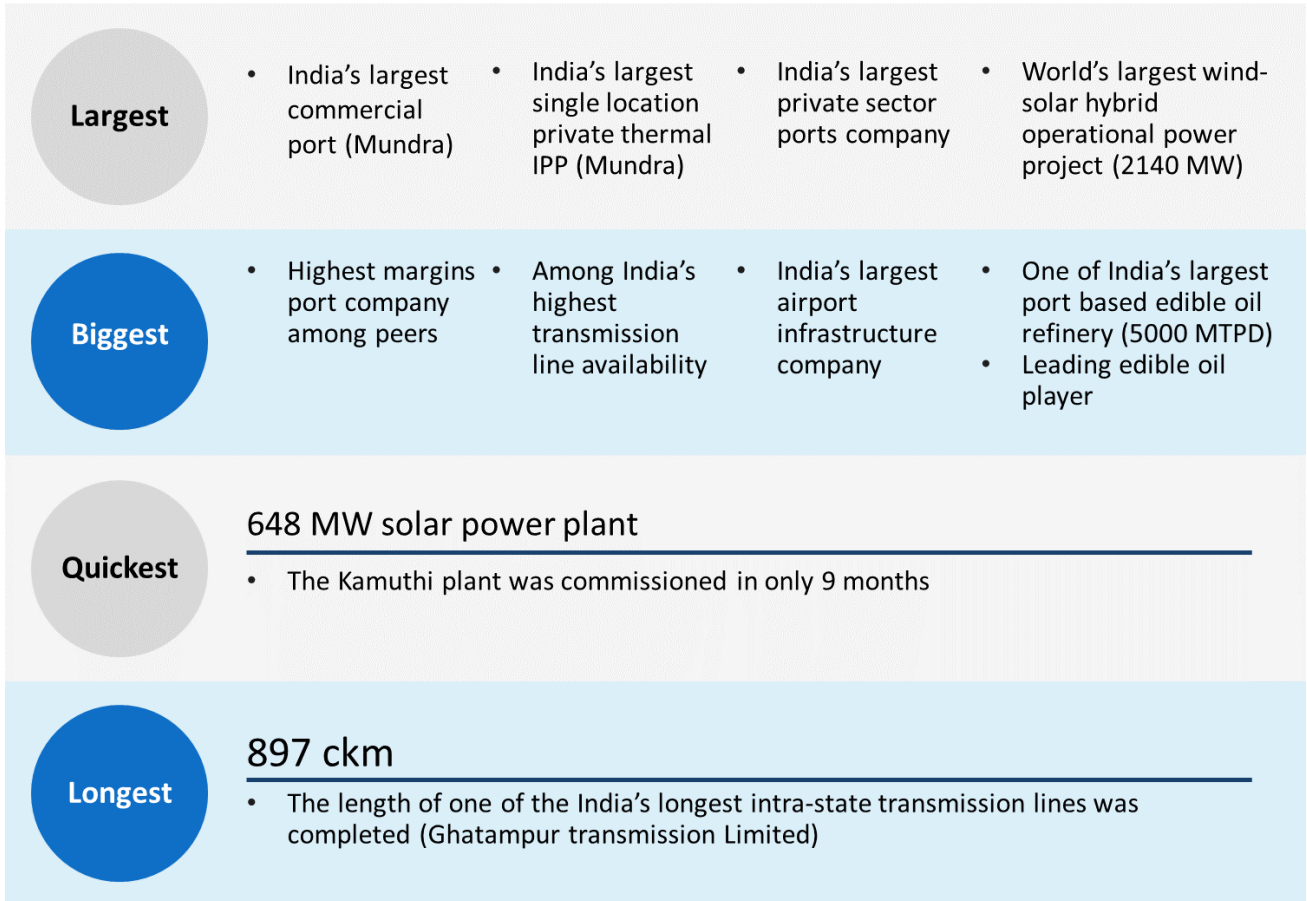 Largest
• India’s largest
commercial
port (Mundra)
• India’s largest
single location
private thermal
IPP (Mundra)
• India’s largest
private sector
ports company
• World’s largest wind-
solar hybrid
operational power
project (2140 MW)
Biggest
• Highest margins
port company
among peers
• Among India’s
highest
transmission
line availability
• India’s largest
airport
infrastructure
company
• One of India’s largest
port based edible oil
refinery (5000 MTPD)
• Leading edible oil
player
Quickest
648 MW solar power plant
• The Kamuthi plant was commissioned in only 9 months
Longest
897 ckm
• The length of one of the India’s longest intra-state transmission lines was
completed (Ghatampur transmission Limited)